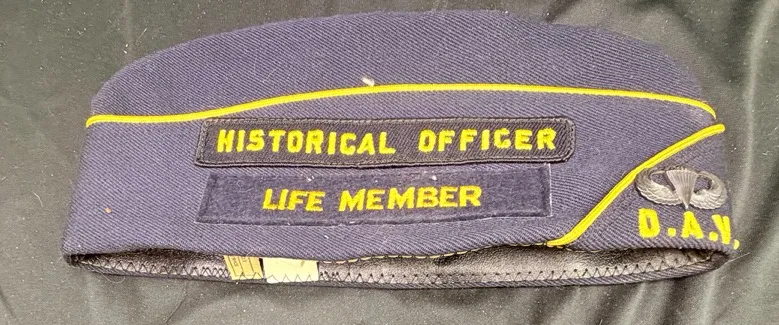 HISTORICAL OFFICER
LIFE MEMBER
D.A.V.